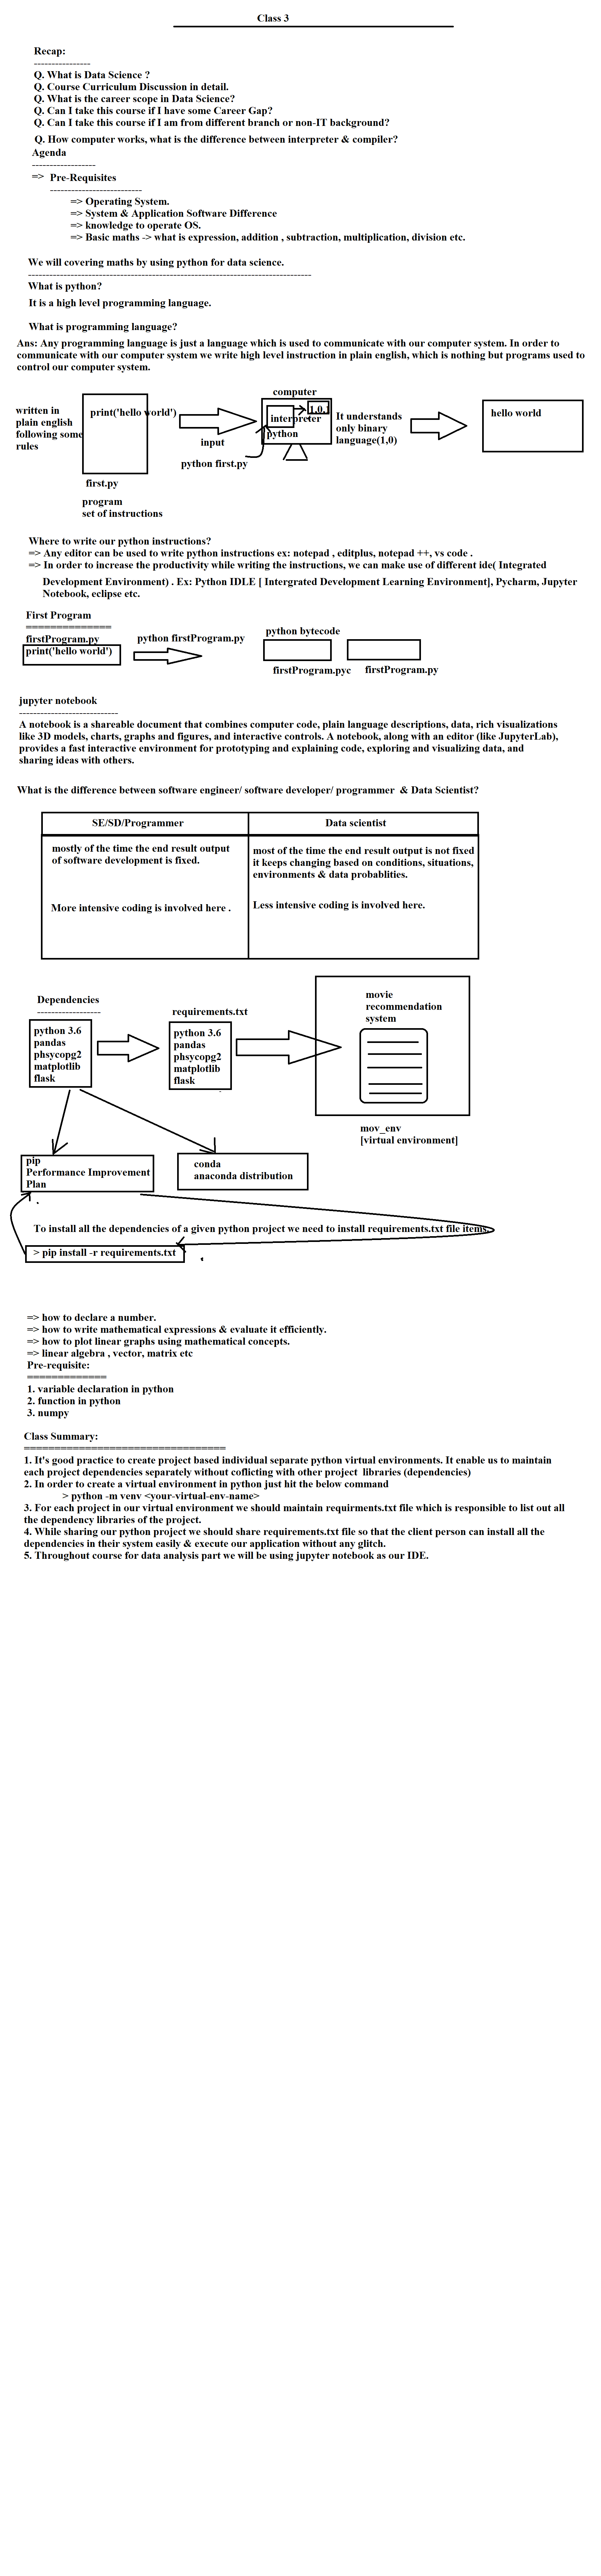 Class 3
Recap:
----------------
Q. What is Data Science ?
Q. Course Curriculum Discussion in detail.
Q. What is the career scope in Data Science?
Q. Can I take this course if I have some Career Gap?
Q. Can I take this course if I am from different branch or non-IT background?
Q. How computer works, what is the difference between interpreter & compiler?
Agenda
------------------
=> Pre-Requisites
--------------------------
=> Operating System.
=> System & Application Software Difference
=> knowledge to operate OS.
=> Basic maths -> what is expression, addition , subtraction, multiplication, division etc.
We will covering maths by using python for data science.
--------------------------------------------------------------------------------
What is python?
It is a high level programming language.
What is programming language?
Ans: Any programming language is just a language which is used to communicate with our computer system. In order to
communicate with our computer system we write high level instruction in plain english, which is nothing but programs used to
control our computer system.
written in
plain english
following some
rules
print('hello world')
first.py
program
set of instructions
input
python first.py
computer
1,0,1
interpreter
python
It understands
only binary
language(1,0)
hello world
Where to write our python instructions?
=> Any editor can be used to write python instructions ex: notepad , editplus, notepad ++, vs code .
=> In order to increase the productivity while writing the instructions, we can make use of different ide( Integrated
Development Environment) . Ex: Python IDLE [ Intergrated Development Learning Environment], Pycharm, Jupyter
Notebook, eclipse etc.
First Program
==============
firstProgram.py
print('hello world')
python firstProgram.py
python bytecode
firstProgram.pyc
firstProgram.py
jupyter notebook
----------------------------
A notebook is a shareable document that combines computer code, plain language descriptions, data, rich visualizations
like 3D models, charts, graphs and figures, and interactive controls. A notebook, along with an editor (like JupyterLab),
provides a fast interactive environment for prototyping and explaining code, exploring and visualizing data, and
sharing ideas with others.
What is the difference between software engineer/ software developer/ programmer & Data Scientist?
SE/SD/Programmer
Data scientist
mostly of the time the end result output
of software development is fixed.
most of the time the end result output is not fixed
it keeps changing based on conditions, situations,
environments & data probablities.
More intensive coding is involved here .
Less intensive coding is involved here.
Dependencies
------------------
python 3.6
pandas
phsycopg2
matplotlib
flask
requirements.txt
python 3.6
pandas
phsycopg2
matplotlib
flask
movie
recommendation
system
mov_env
[virtual environment]
pip
Performance Improvement
Plan
conda
anaconda distribution
To install all the dependencies of a given python project we need to install requirements.txt file items.
> pip install -r requirements.txt
=> how to declare a number.
=> how to write mathematical expressions & evaluate it efficiently.
=> how to plot linear graphs using mathematical concepts.
=> linear algebra , vector, matrix etc
Pre-requisite:
=============
1. variable declaration in python
2. function in python
3. numpy
Class Summary:
=================================
1. It's good practice to create project based individual separate python virtual environments. It enable us to maintain
each project dependencies separately without coflicting with other project libraries (dependencies)
2. In order to create a virtual environment in python just hit the below command
> python -m venv <your-virtual-env-name>
3. For each project in our virtual environment we should maintain requirments.txt file which is responsible to list out all
the dependency libraries of the project.
4. While sharing our python project we should share requirements.txt file so that the client person can install all the
dependencies in their system easily & execute our application without any glitch.
5. Throughout course for data analysis part we will be using jupyter notebook as our IDE.